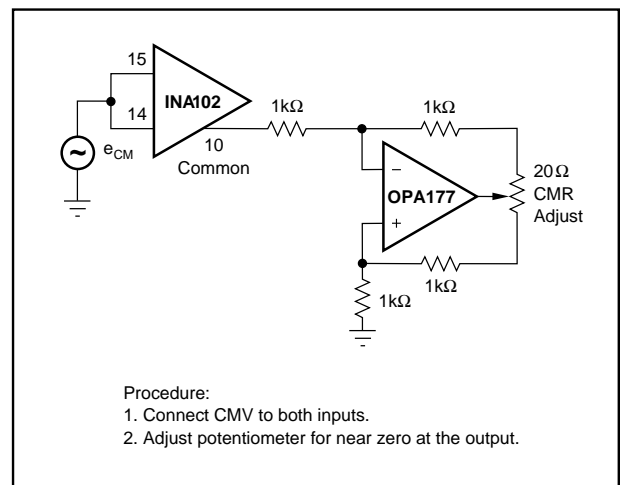 15
14
INA102
10
Common
e_CM
1kΩ
1kΩ
−
OPA177
+
20Ω
CMR
Adjust
1kΩ
1kΩ
Procedure:
1. Connect CMV to both inputs.
2. Adjust potentiometer for near zero at the output.